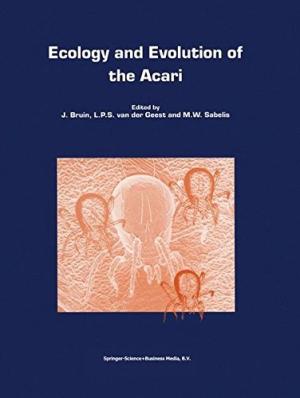 Ecology and Evolution of
the Acari
Edited by
J. Bruin, L.P.S. van der Geest and M.W. Sabelis
Springer-Science+Business Media, B.V.